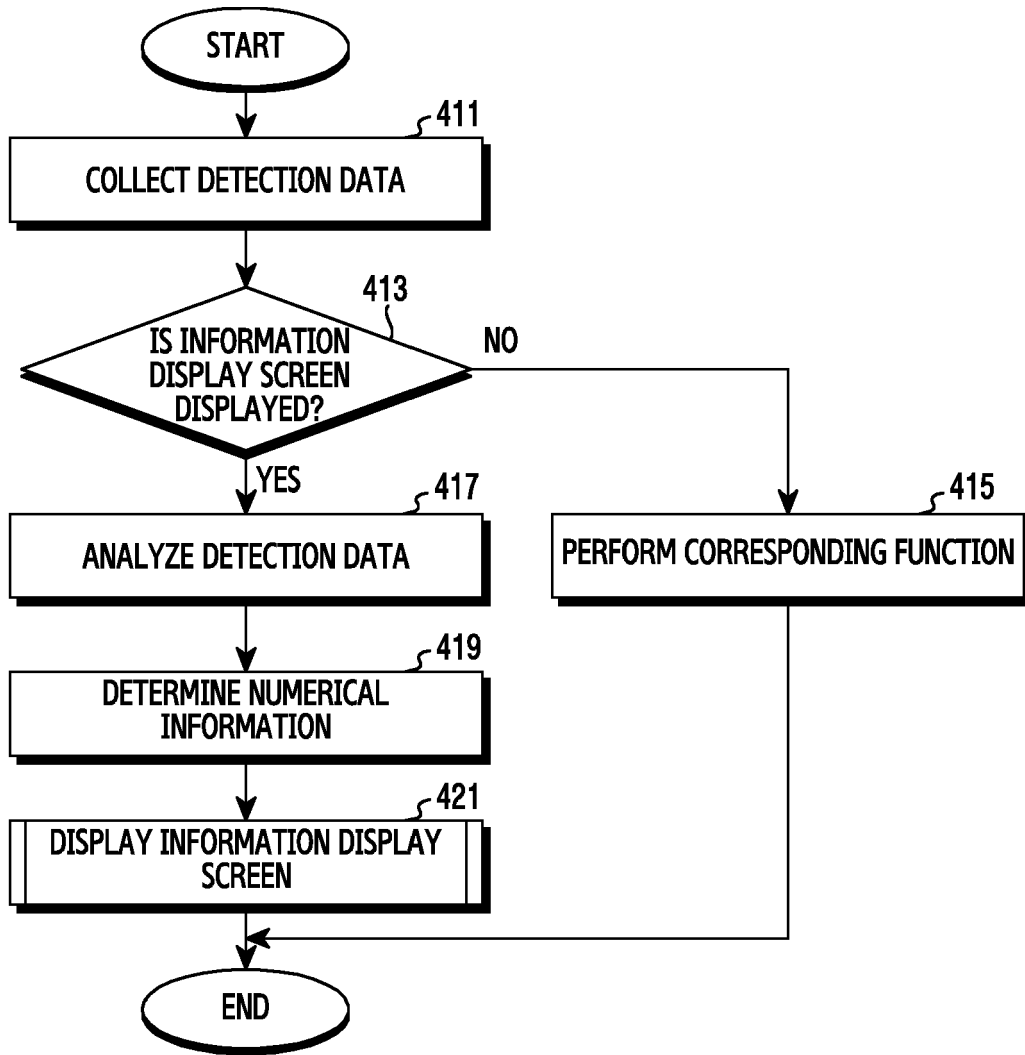 START
411
COLLECT DETECTION DATA
413
IS INFORMATION
DISPLAY SCREEN
DISPLAYED?
NO
YES
417
ANALYZE DETECTION DATA
415
PERFORM CORRESPONDING FUNCTION
419
DETERMINE NUMERICAL
INFORMATION
421
DISPLAY INFORMATION DISPLAY
SCREEN
END